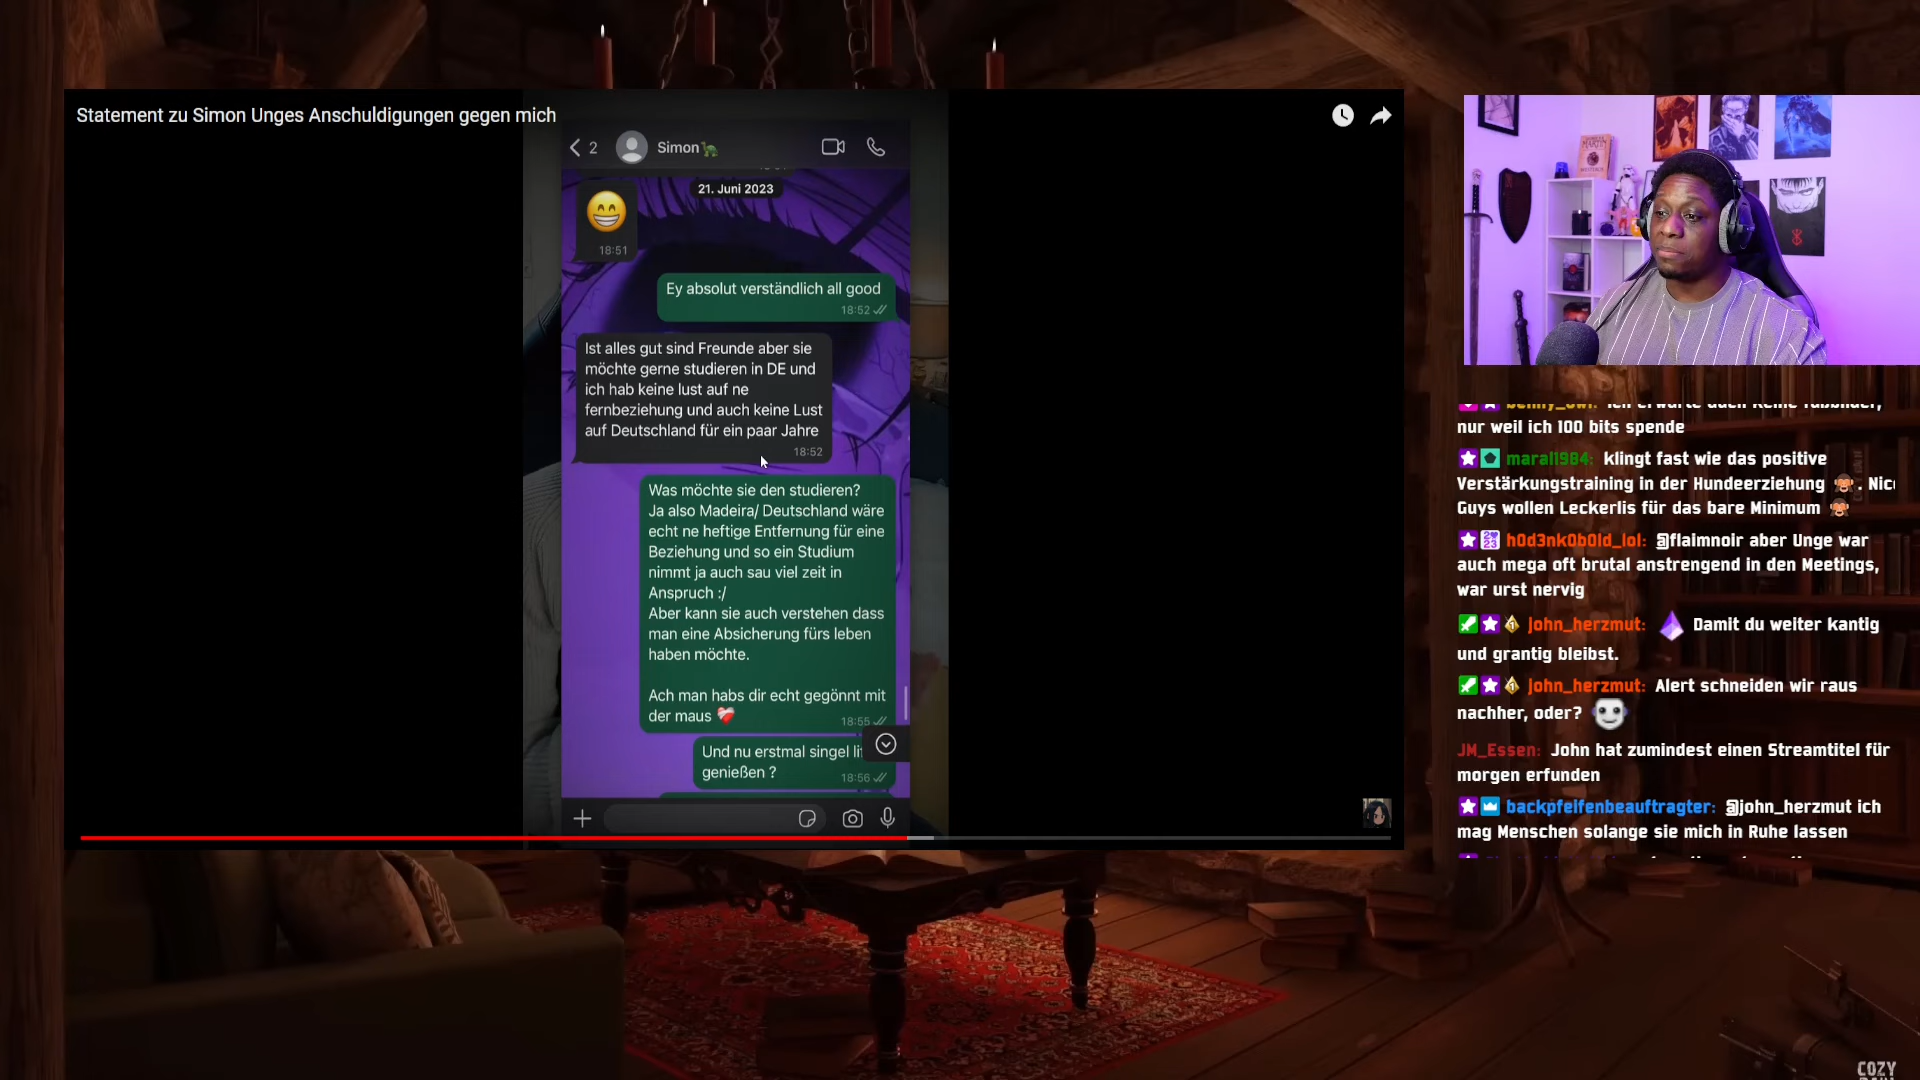 Statement zu Simon Unges Anschuldigungen gegen mich
2
Simon
21. Juni 2023
18:51
Ey absolut verständlich all good
18:52
Ist alles gut sind Freunde aber sie
möchte gerne studieren in DE und
ich hab keine lust auf ne
fernbeziehung und auch keine Lust
auf Deutschland für ein paar Jahre
18:52
Was möchte sie den studieren?
Ja also Madeira/ Deutschland wäre
echt ne heftige Entfernung für eine
Beziehung und so ein Studium
nimmt ja auch sau viel zeit in
Anspruch :/
Aber kann sie auch verstehen dass
man eine Absicherung fürs leben
haben möchte.
Ach man habs dir echt gegönnt mit
der maus
18:55
Und nu erstmal singel
genießen ?
18:56
MARTIN
nur weil ich 100 bits spende
maral1984: klingt fast wie das positive
Verstärkungstraining in der Hundeerziehung . Nice
Guys wollen Leckerlis für das bare Minimum
h0d3nk0b0ld_lol: @flaimnoir aber Unge war
auch mega oft brutal anstrengend in den Meetings,
war urst nervig
john_herzmut: Damit du weiter kantig
und grantig bleibst.
john_herzmut: Alert schneiden wir raus
nachher, oder?
JM_Essen: John hat zumindest einen Streamtitel für
morgen erfunden
backpfeifenbeauftragter: @john_herzmut ich
mag Menschen solange sie mich in Ruhe lassen
COZY